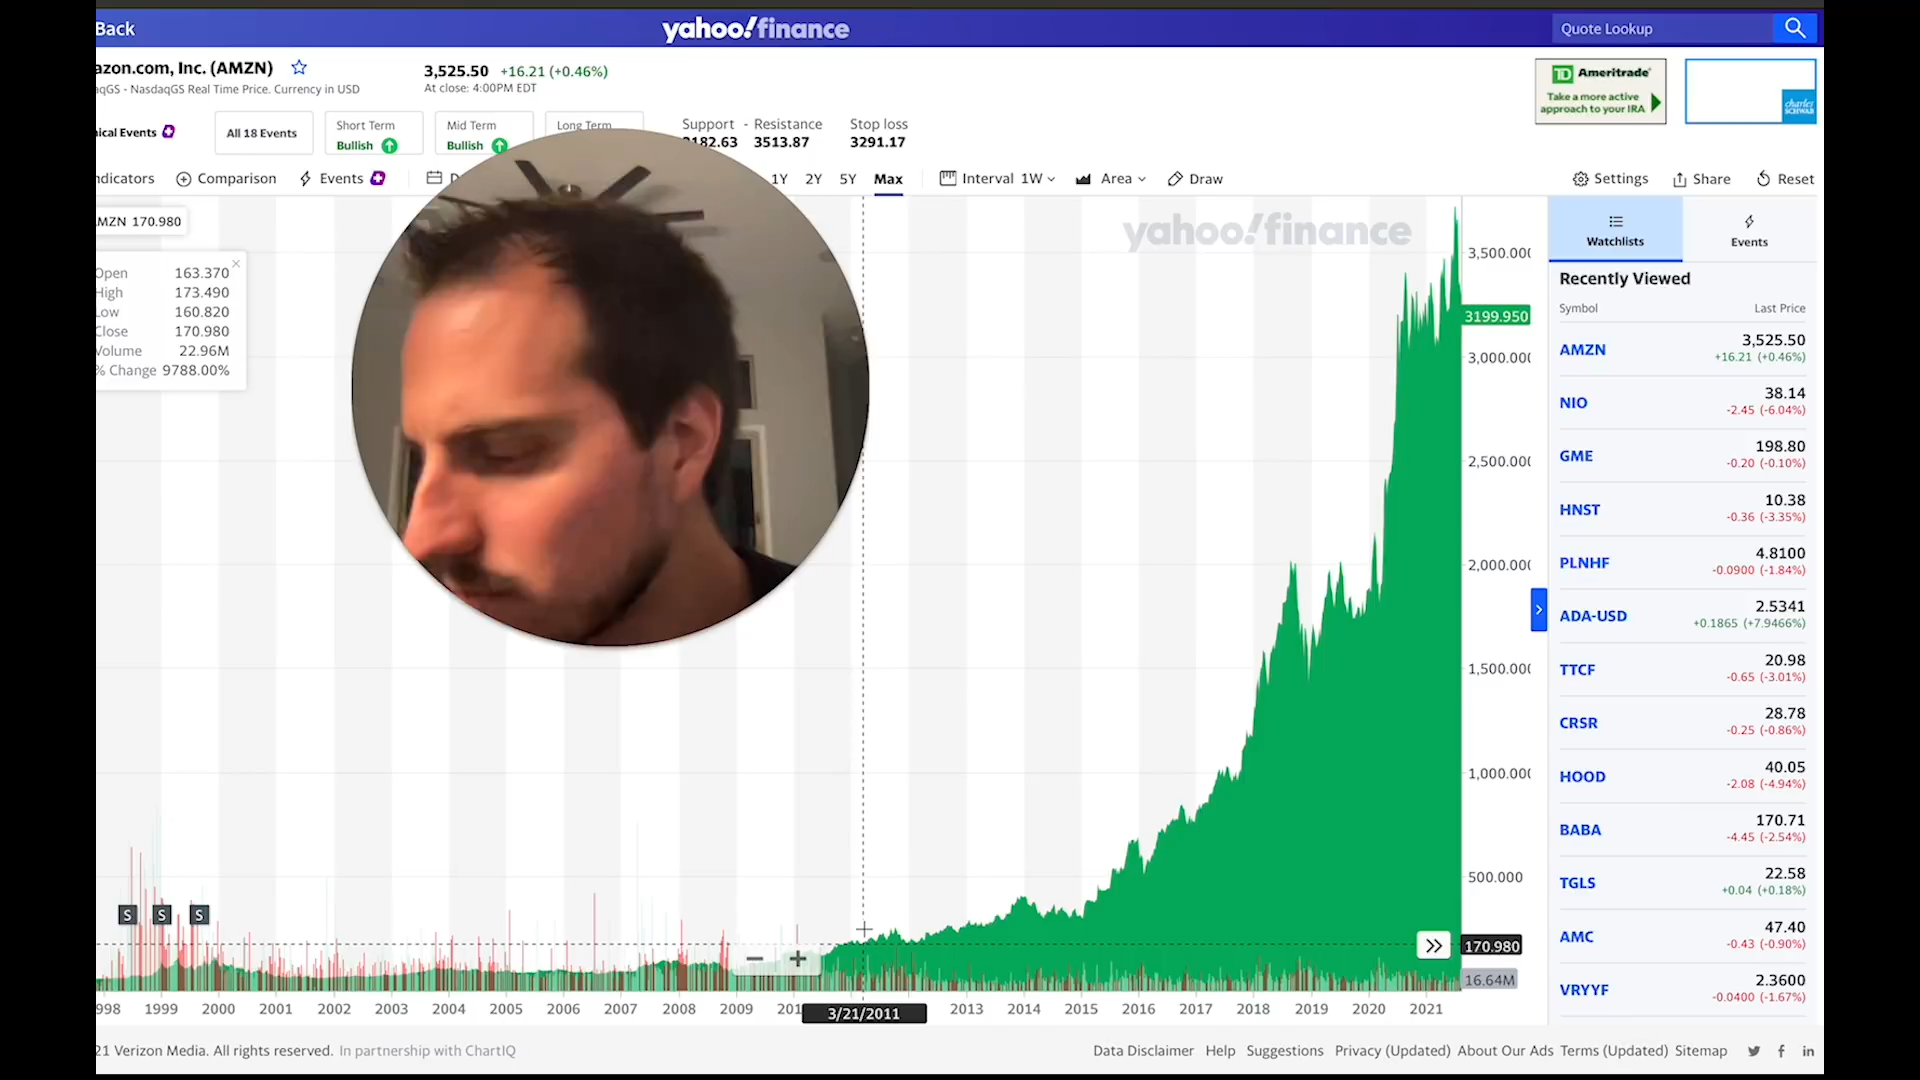 Back
yahoo!finance
Quote Lookup
azon.com, Inc. (AMZN)
3,525.50 +16.21 (+0.46%)
aqGS - NasdaqGS Real Time Price. Currency in USD
At close: 4:00PM EDT
TD Ameritrade
Take a more active
approach to your IRA
charles
SCHWAB
nical Events
All 18 Events
Short Term
Bullish
Mid Term
Bullish
Long Term
Support - Resistance
Stop loss
3182.63 3513.87
3291.17
ndicators
Comparison
Events
D
1Y
2Y
5Y
Max
Interval 1W
Area
Draw
Settings
Share
Reset
MZN 170.980
yahoo!finance
Open 163.370
High 173.490
Low 160.820
Close 170.980
Volume 22.96M
% Change 9788.00%
3,500.000
3199.950
3,000.000
2,500.000
2,000.000
1,500.000
1,000.000
500.000
170.980
16.64M
S S S
998 1999 2000 2001 2002 2003 2004 2005 2006 2007 2008 2009 201 3/21/2011 2013 2014 2015 2016 2017 2018 2019 2020 2021
Watchlists
Events
Recently Viewed
Symbol Last Price
AMZN 3,525.50
+16.21 (+0.46%)
NIO 38.14
-2.45 (-6.04%)
GME 198.80
-0.20 (-0.10%)
HNST 10.38
-0.36 (-3.35%)
PLNHF 4.8100
-0.0900 (-1.84%)
ADA-USD 2.5341
+0.1865 (+7.9466%)
TTCF 20.98
-0.65 (-3.01%)
CRSR 28.78
-0.25 (-0.86%)
HOOD 40.05
-2.08 (-4.94%)
BABA 170.71
-4.45 (-2.54%)
TGLS 22.58
+0.04 (+0.18%)
AMC 47.40
-0.43 (-0.90%)
VRYYF 2.3600
-0.0400 (-1.67%)
21 Verizon Media. All rights reserved. In partnership with ChartIQ
Data Disclaimer Help Suggestions Privacy (Updated) About Our Ads Terms (Updated) Sitemap